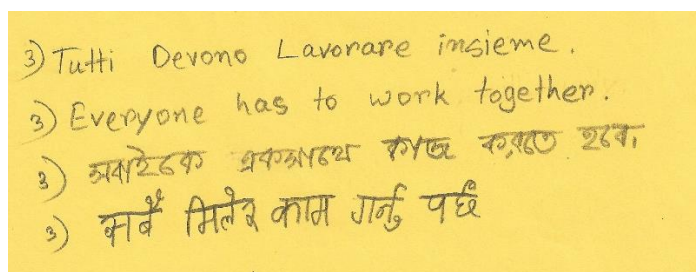 3) Tutti Devono Lavorare insieme.
3) Everyone has to work together.
3) সবাইকে একসাথে কাজ করতে হবে।
3) सबैँ मिलेर काम गर्नु पर्छ